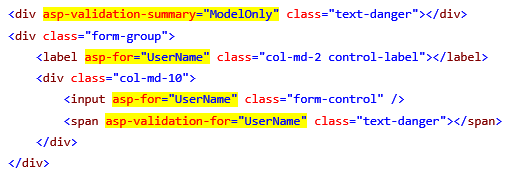 <div asp-validation-summary="ModelOnly" class="text-danger"></div>
<div class="form-group">
<label asp-for="UserName" class="col-md-2 control-label"></label>
<div class="col-md-10">
<input asp-for="UserName" class="form-control" />
<span asp-validation-for="UserName" class="text-danger"></span>
</div>
</div>